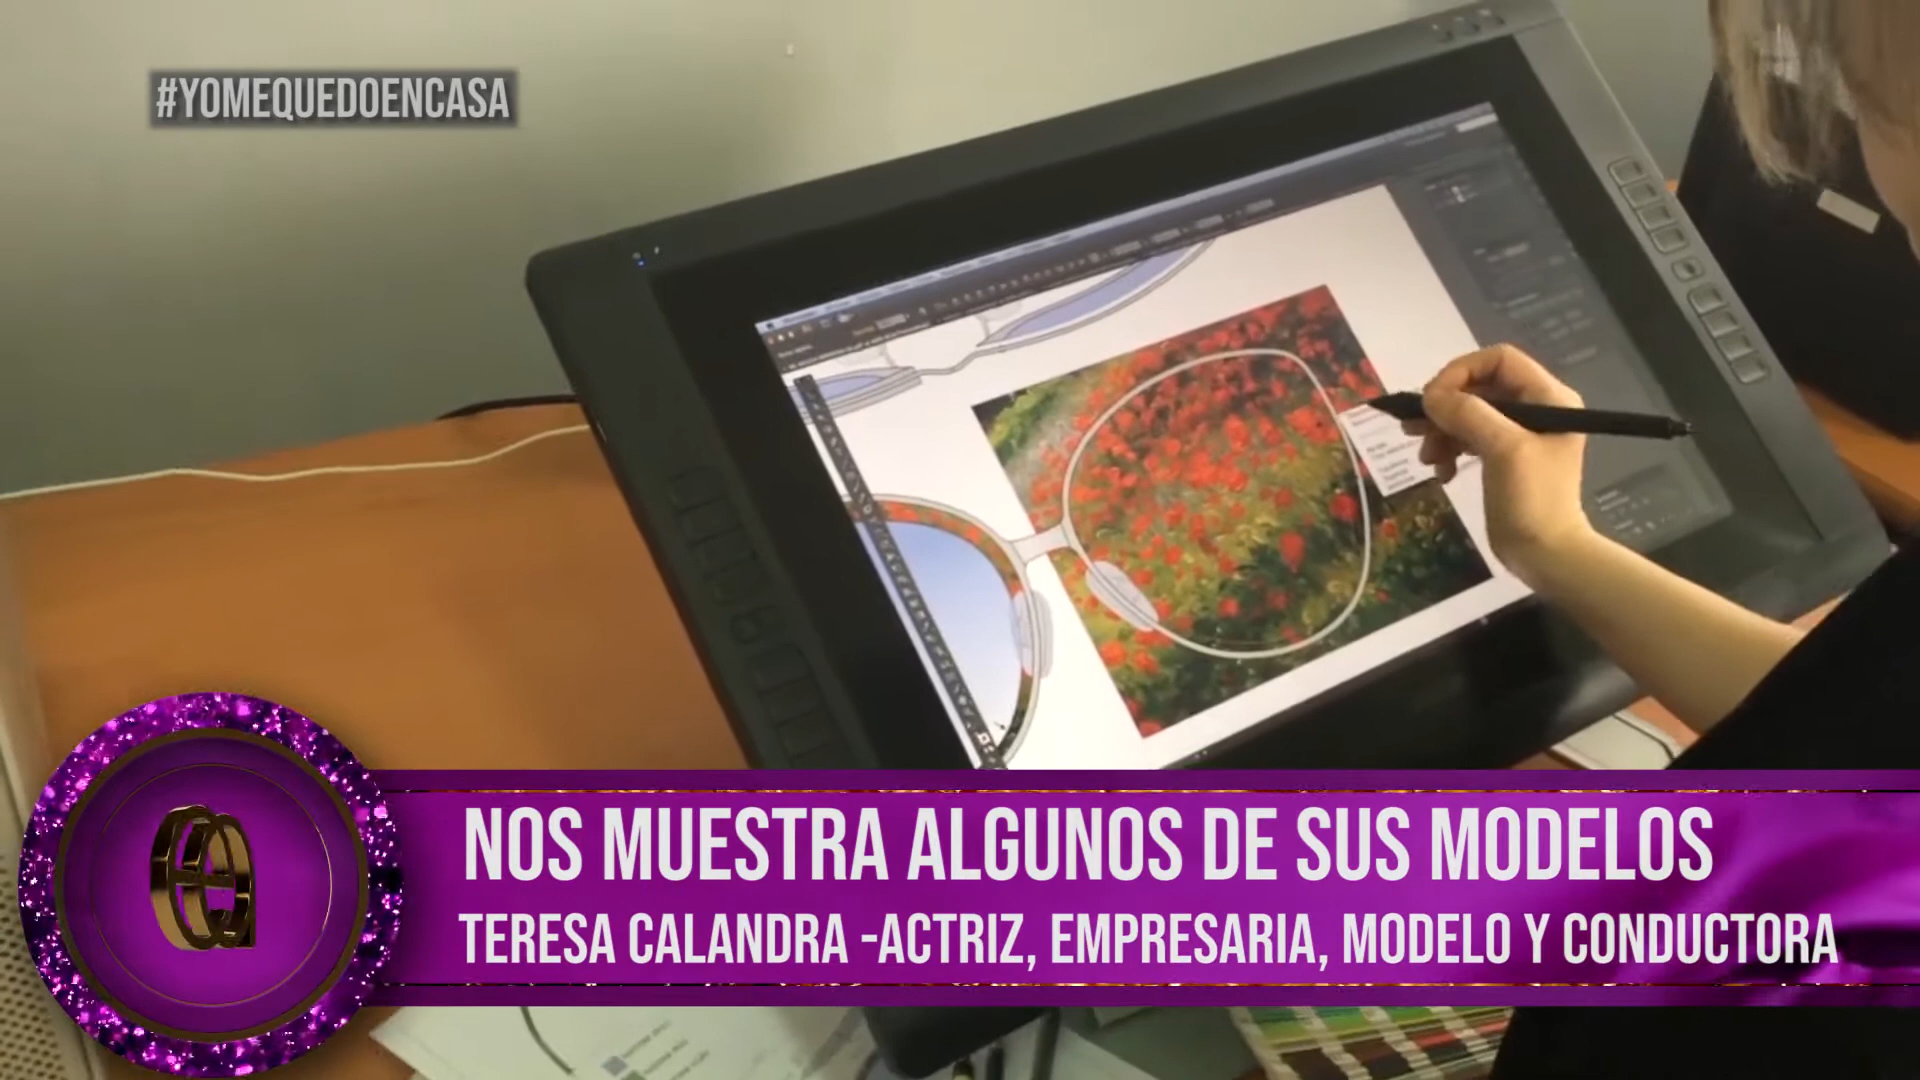 #YOMEQUEDOENCASA
NOS MUESTRA ALGUNOS DE SUS MODELOS
TERESA CALANDRA -ACTRIZ, EMPRESARIA, MODELO Y CONDUCTORA